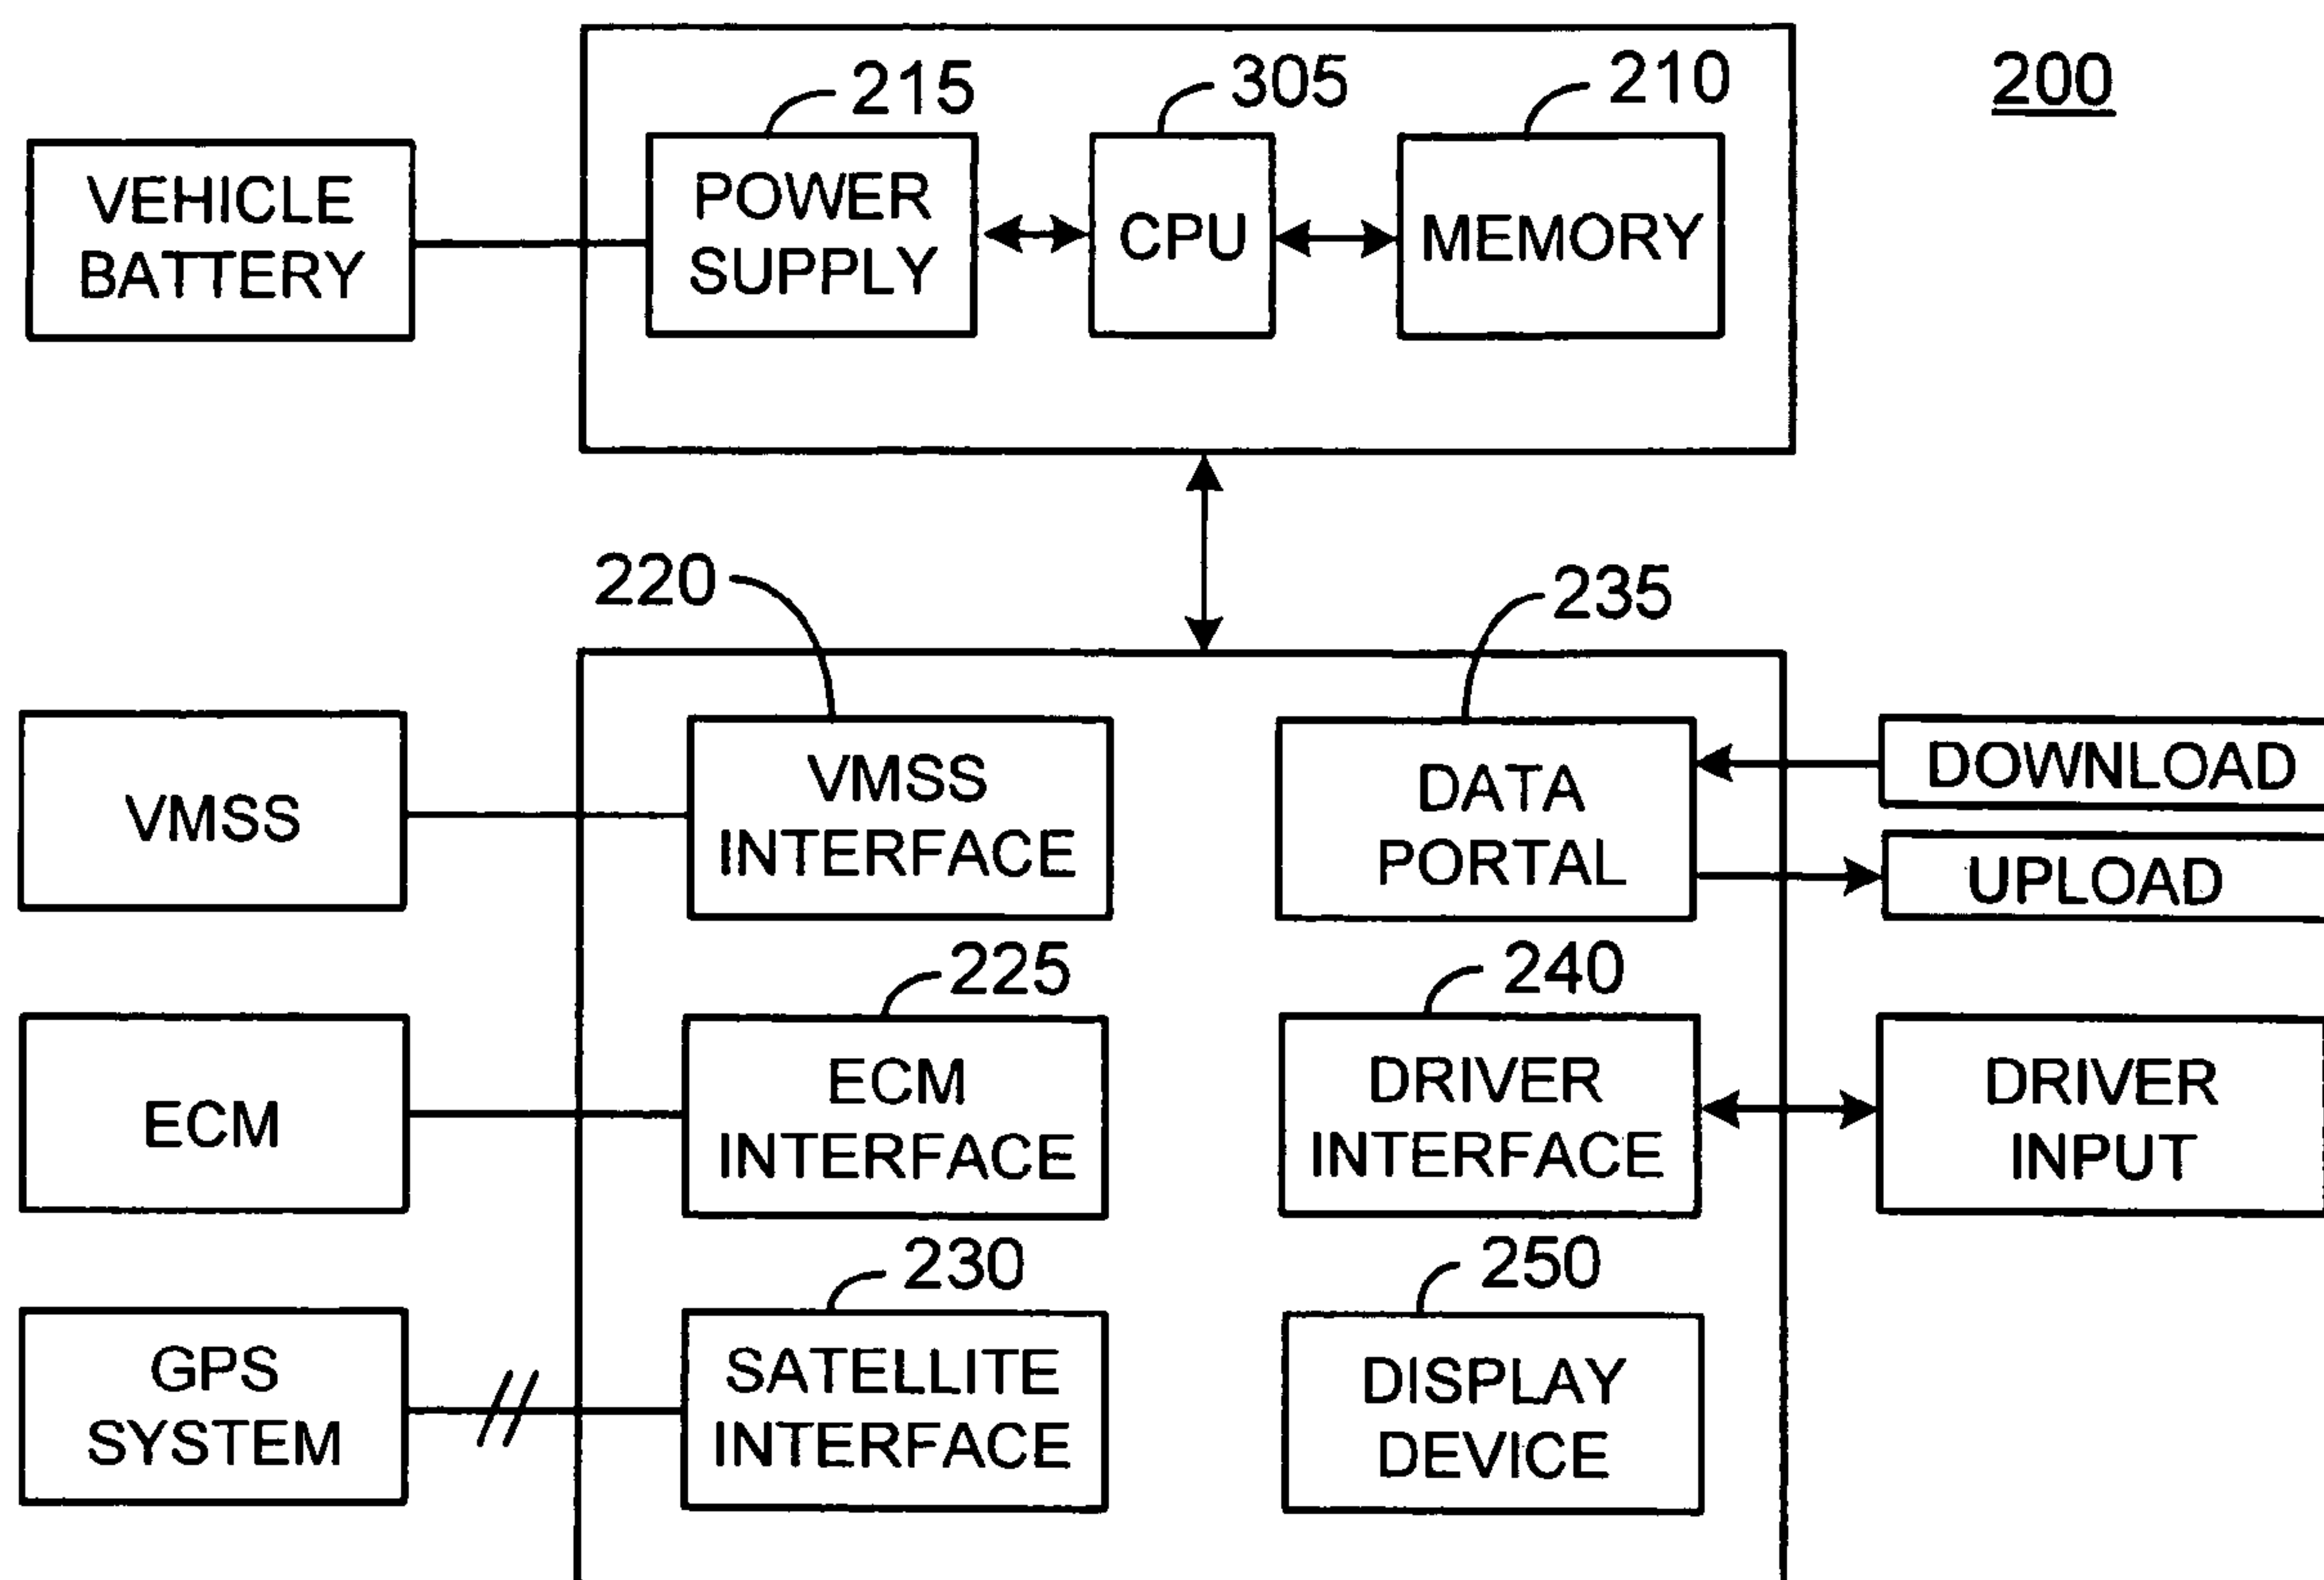 215
305
210
200
VEHICLE
BATTERY
POWER
SUPPLY
CPU
MEMORY
220
235
VMSS
VMSS
INTERFACE
DATA
PORTAL
DOWNLOAD
UPLOAD
225
240
ECM
ECM
INTERFACE
DRIVER
INTERFACE
DRIVER
INPUT
230
250
GPS
SYSTEM
SATELLITE
INTERFACE
DISPLAY
DEVICE